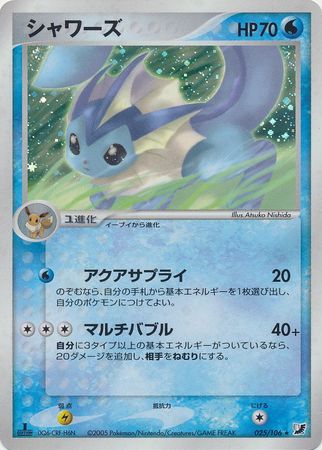 シャワーズ HP70
1進化 イーブイから進化 Illus.Atsuko Nishida
アクアサプライ 20
のぞむなら、自分の手札から基本エネルギーを1枚選び出し、
自分のポケモンにつけてよい。
マルチバブル 40+
自分に3タイプ以上の基本エネルギーがついているなら、
20ダメージを追加し、相手をねむりにする。
弱点 抵抗力 にげる
1 DQ6-CRF-H6N ©2005 Pokémon/Nintendo/Creatures/GAME FREAK 025/106 ★